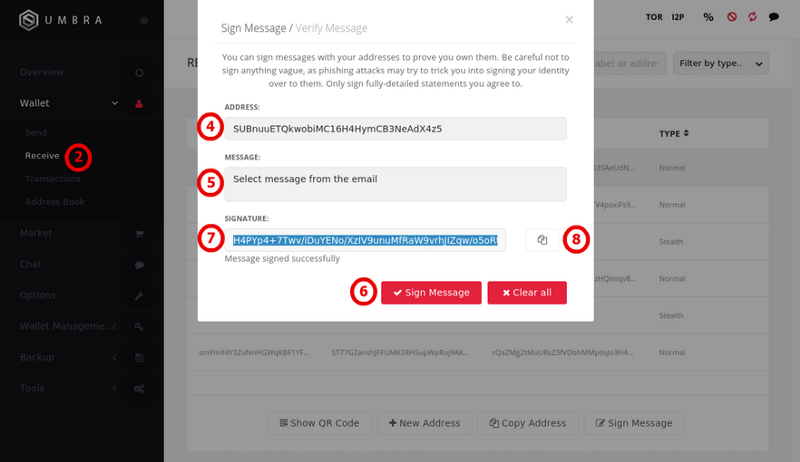 UMBRA
TOR I2P %
Sign Message / Verify Message
×
You can sign messages with your addresses to prove you own them. Be careful not to
sign anything vague, as phishing attacks may try to trick you into signing your identity
over to them. Only sign fully-detailed statements you agree to.
Overview
Wallet
Send
Receive
2
Transactions
Address Book
Market
Chat
Options
Wallet Manageme...
Backup
Tools
RE
label or addre
Filter by type..
ADDRESS:
4
SUBnuuETQkwobiMC16H4HymCB3NeAdX4z5
MESSAGE:
5
Select message from the email
SIGNATURE:
7
H4PYp4+7Twv/iDuYENo/XzIV9unuMfRaW9vrhJIZqw/o5oR
8
Message signed successfully
6
Sign Message
Clear all
TYPE
Normal
Normal
Stealth
Normal
Stealth
Normal
Show QR Code
New Address
Copy Address
Sign Message